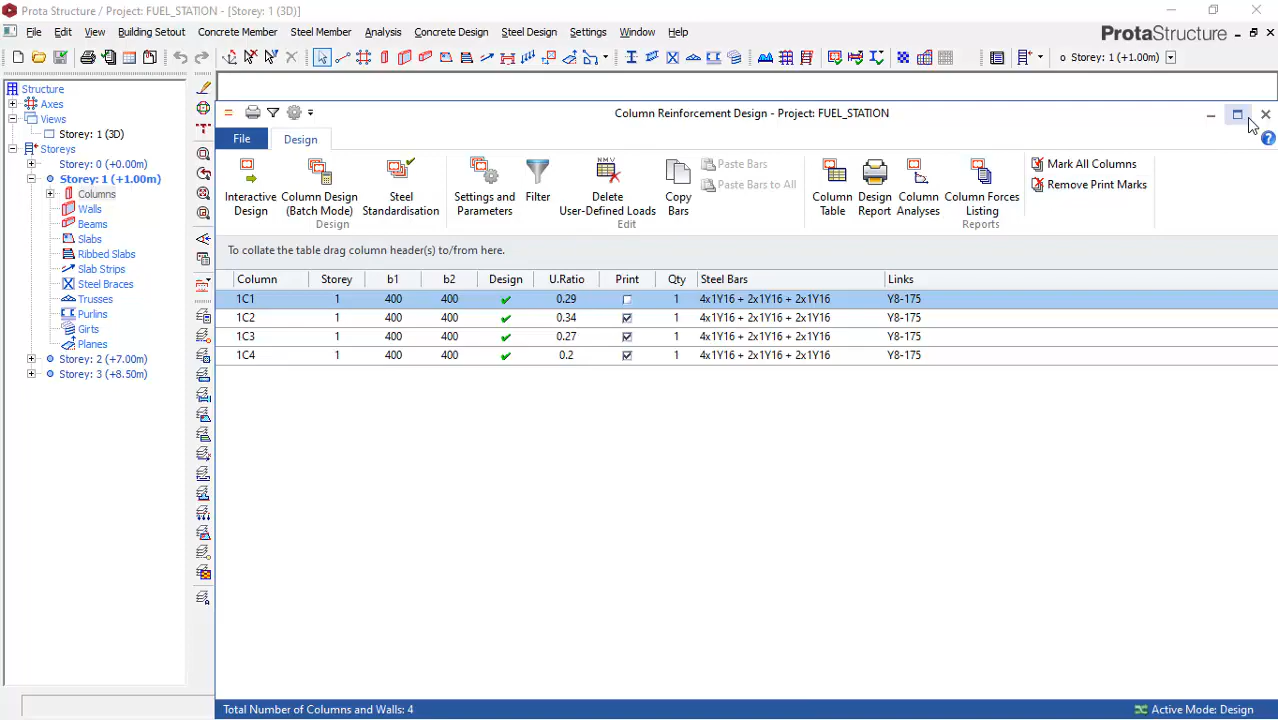 Prota Structure / Project: FUEL_STATION - [Storey: 1 (3D)]
File Edit View Building Setout Concrete Member Steel Member Analysis Concrete Design Steel Design Settings Window Help
ProtaStructure
o Storey: 1 (+1.00m)
Structure
Axes
Views
Storey: 1 (3D)
Storeys
Storey: 0 (+0.00m)
Storey: 1 (+1.00m)
Columns
Walls
Beams
Slabs
Ribbed Slabs
Slab Strips
Steel Braces
Trusses
Purlins
Girts
Planes
Storey: 2 (+7.00m)
Storey: 3 (+8.50m)
Column Reinforcement Design - Project: FUEL_STATION
File Design
Interactive Design
Column Design (Batch Mode)
Steel Standardisation
Design
Settings and Parameters
Filter
Delete User-Defined Loads
Copy Bars
Paste Bars
Paste Bars to All
Edit
Column Table
Design Report
Column Analyses
Column Forces Listing
Mark All Columns
Remove Print Marks
Reports
To collate the table drag column header(s) to/from here.
Column Storey b1 b2 Design U.Ratio Print Qty Steel Bars Links
1C1 1 400 400 0.29 1 4x1Y16 + 2x1Y16 + 2x1Y16 Y8-175
1C2 1 400 400 0.34 1 4x1Y16 + 2x1Y16 + 2x1Y16 Y8-175
1C3 1 400 400 0.27 1 4x1Y16 + 2x1Y16 + 2x1Y16 Y8-175
1C4 1 400 400 0.2 1 4x1Y16 + 2x1Y16 + 2x1Y16 Y8-175
Total Number of Columns and Walls: 4
Active Mode: Design